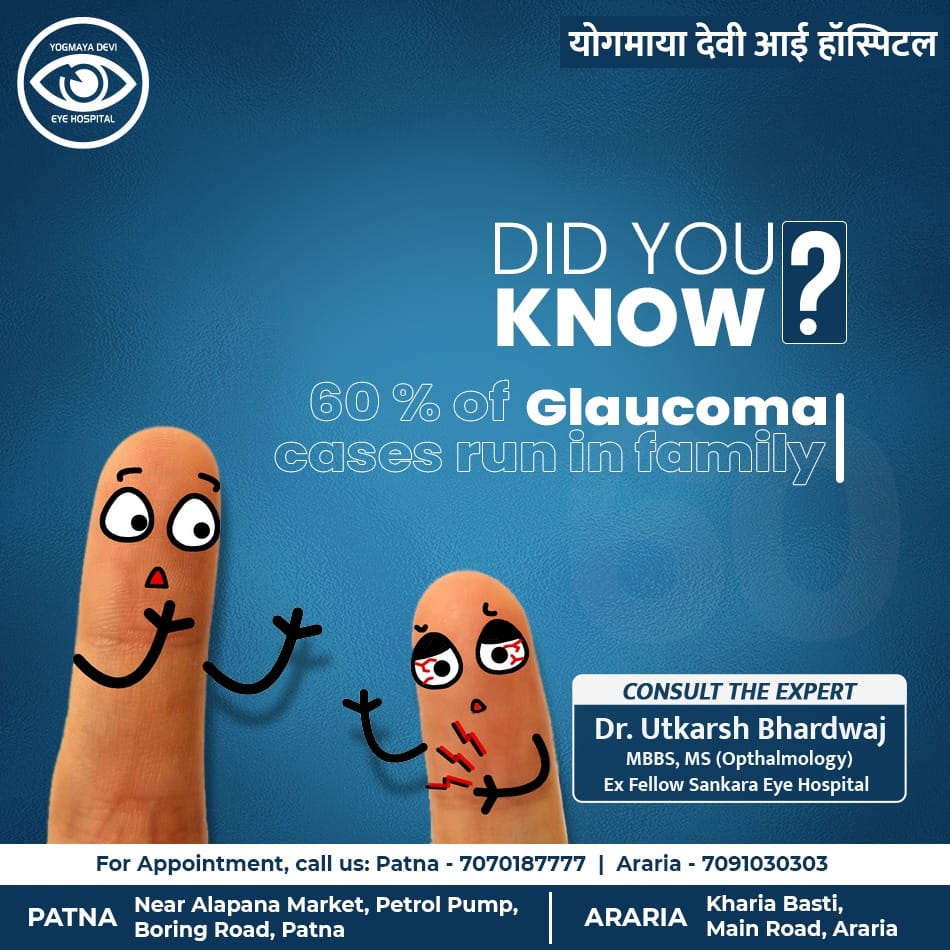 YOGMAYA DEVI
EYE HOSPITAL
योगमाया देवी आई हॉस्पिटल
DID YOU
KNOW ?
60 % of Glaucoma
cases run in family
60
CONSULT THE EXPERT
Dr. Utkarsh Bhardwaj
MBBS, MS (Opthalmology)
Ex Fellow Sankara Eye Hospital
For Appointment, call us: Patna - 7070187777 | Araria - 7091030303
PATNA
Near Alapana Market, Petrol Pump,
Boring Road, Patna
ARARIA
Kharia Basti,
Main Road, Araria